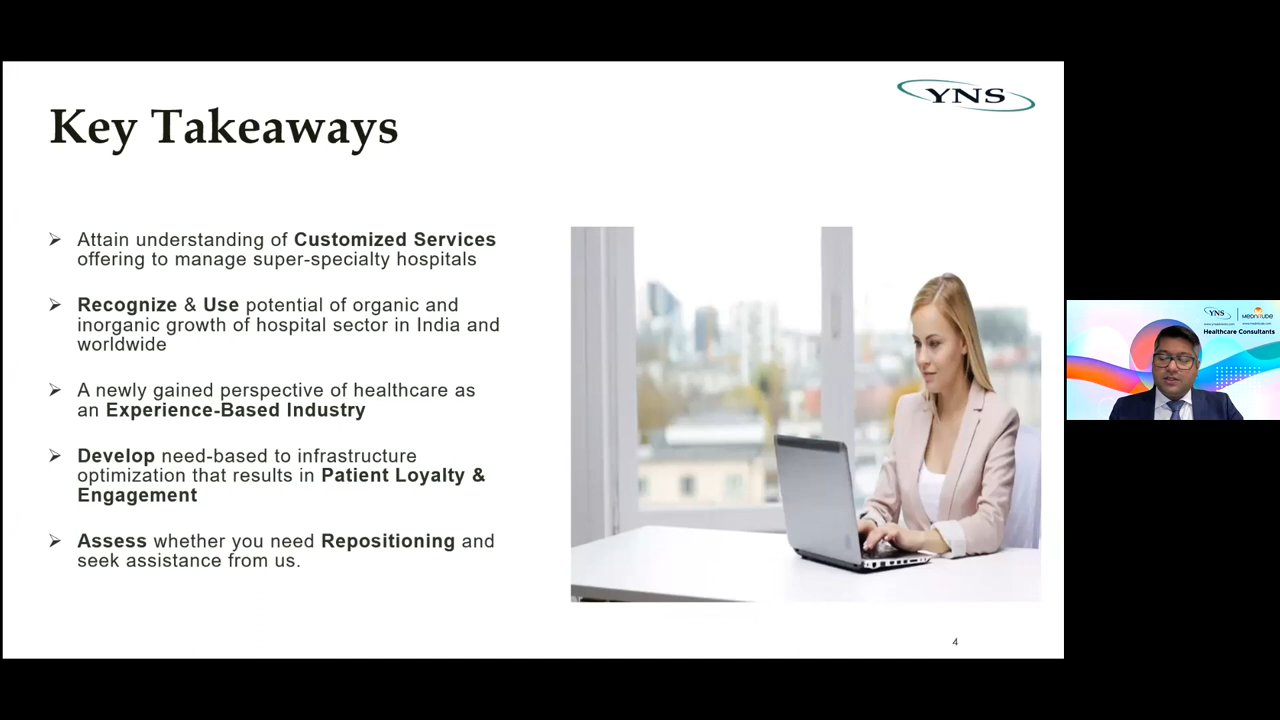 YNS
Key Takeaways
Attain understanding of Customized Services
offering to manage super-specialty hospitals
Recognize & Use potential of organic and
inorganic growth of hospital sector in India and
worldwide
A newly gained perspective of healthcare as
an Experience-Based Industry
Develop need-based to infrastructure
optimization that results in Patient Loyalty &
Engagement
Assess whether you need Repositioning and
seek assistance from us.
4
YNS
Healthcare Consultants